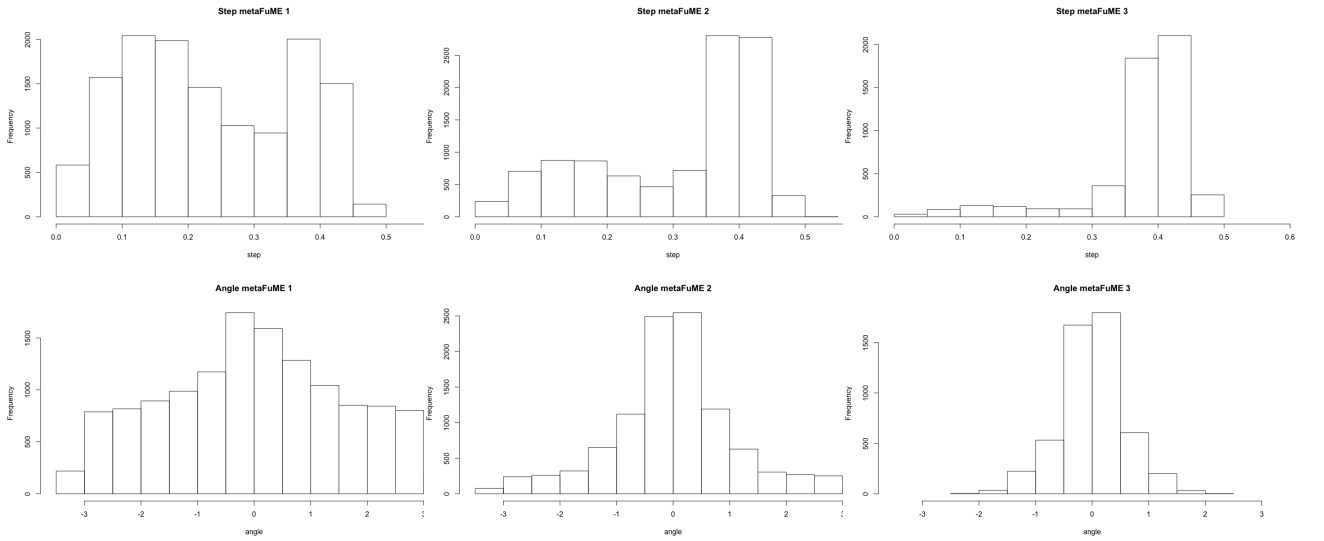 Step metaFuME 1
Frequency
2000
1500
1000
500
0
0.0 0.1 0.2 0.3 0.4 0.5
step
Step metaFuME 2
Frequency
2500
2000
1500
1000
500
0
0.0 0.1 0.2 0.3 0.4 0.5
step
Step metaFuME 3
Frequency
2000
1500
1000
500
0
0.0 0.1 0.2 0.3 0.4 0.5 0.6
step
Angle metaFuME 1
Frequency
1500
1000
500
0
-3 -2 -1 0 1 2 3
angle
Angle metaFuME 2
Frequency
2500
2000
1500
1000
500
0
-3 -2 -1 0 1 2 3
angle
Angle metaFuME 3
Frequency
1500
1000
500
0
-3 -2 -1 0 1 2 3
angle